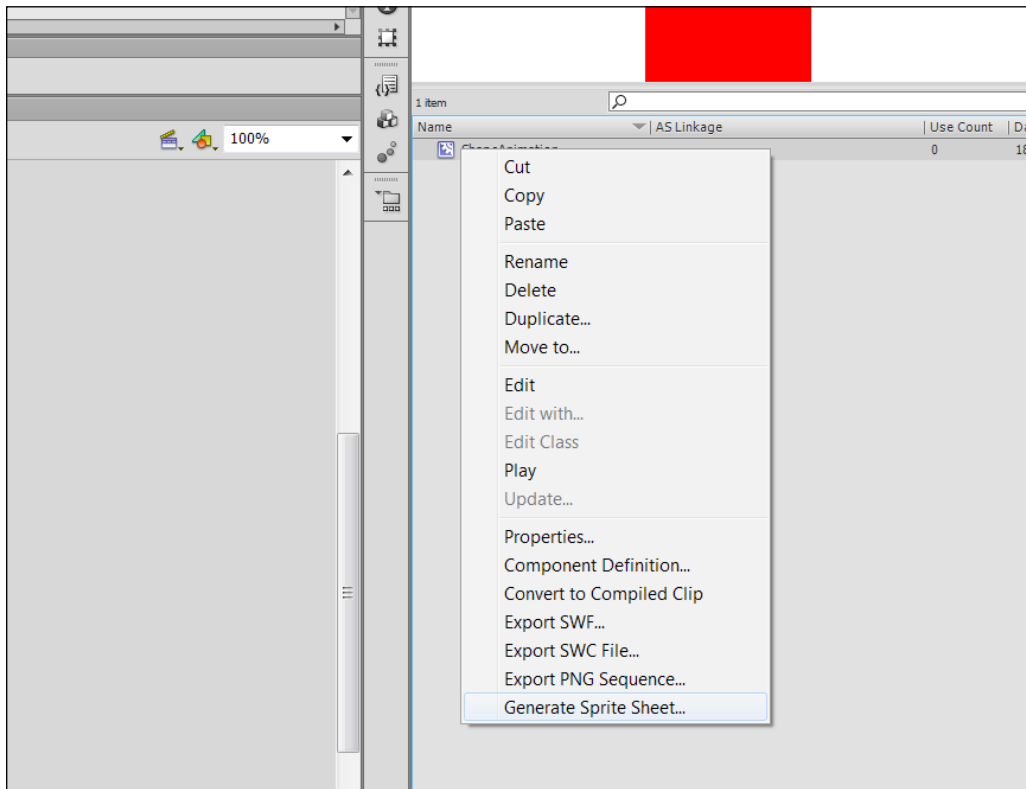 1 item
Name
AS Linkage
Use Count
Da
100%
0
18
Cut
Copy
Paste
Rename
Delete
Duplicate...
Move to...
Edit
Edit with...
Edit Class
Play
Update...
Properties...
Component Definition...
Convert to Compiled Clip
Export SWF...
Export SWC File...
Export PNG Sequence...
Generate Sprite Sheet...